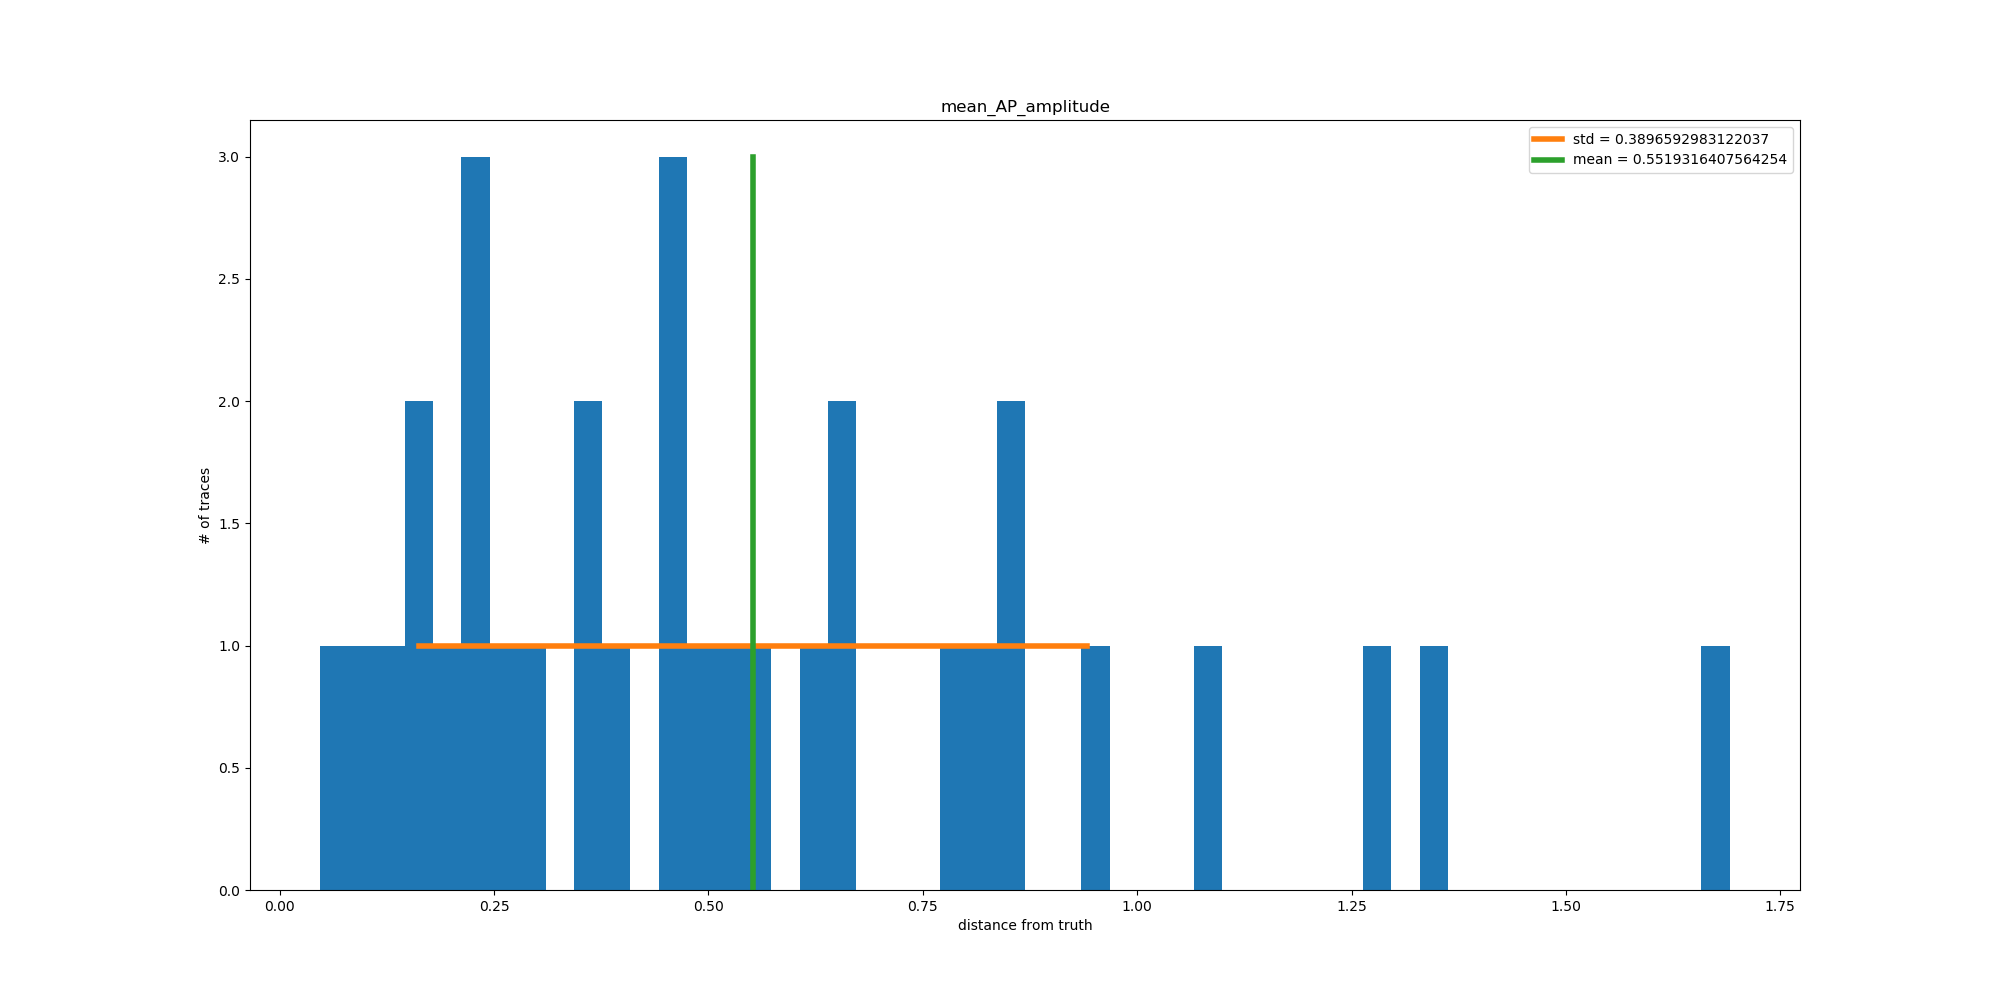 mean_AP_amplitude
std = 0.3896592983122037
mean = 0.5519316407564254
3.0
2.5
2.0
1.5
1.0
0.5
0.0
# of traces
0.00 0.25 0.50 0.75 1.00 1.25 1.50 1.75
distance from truth